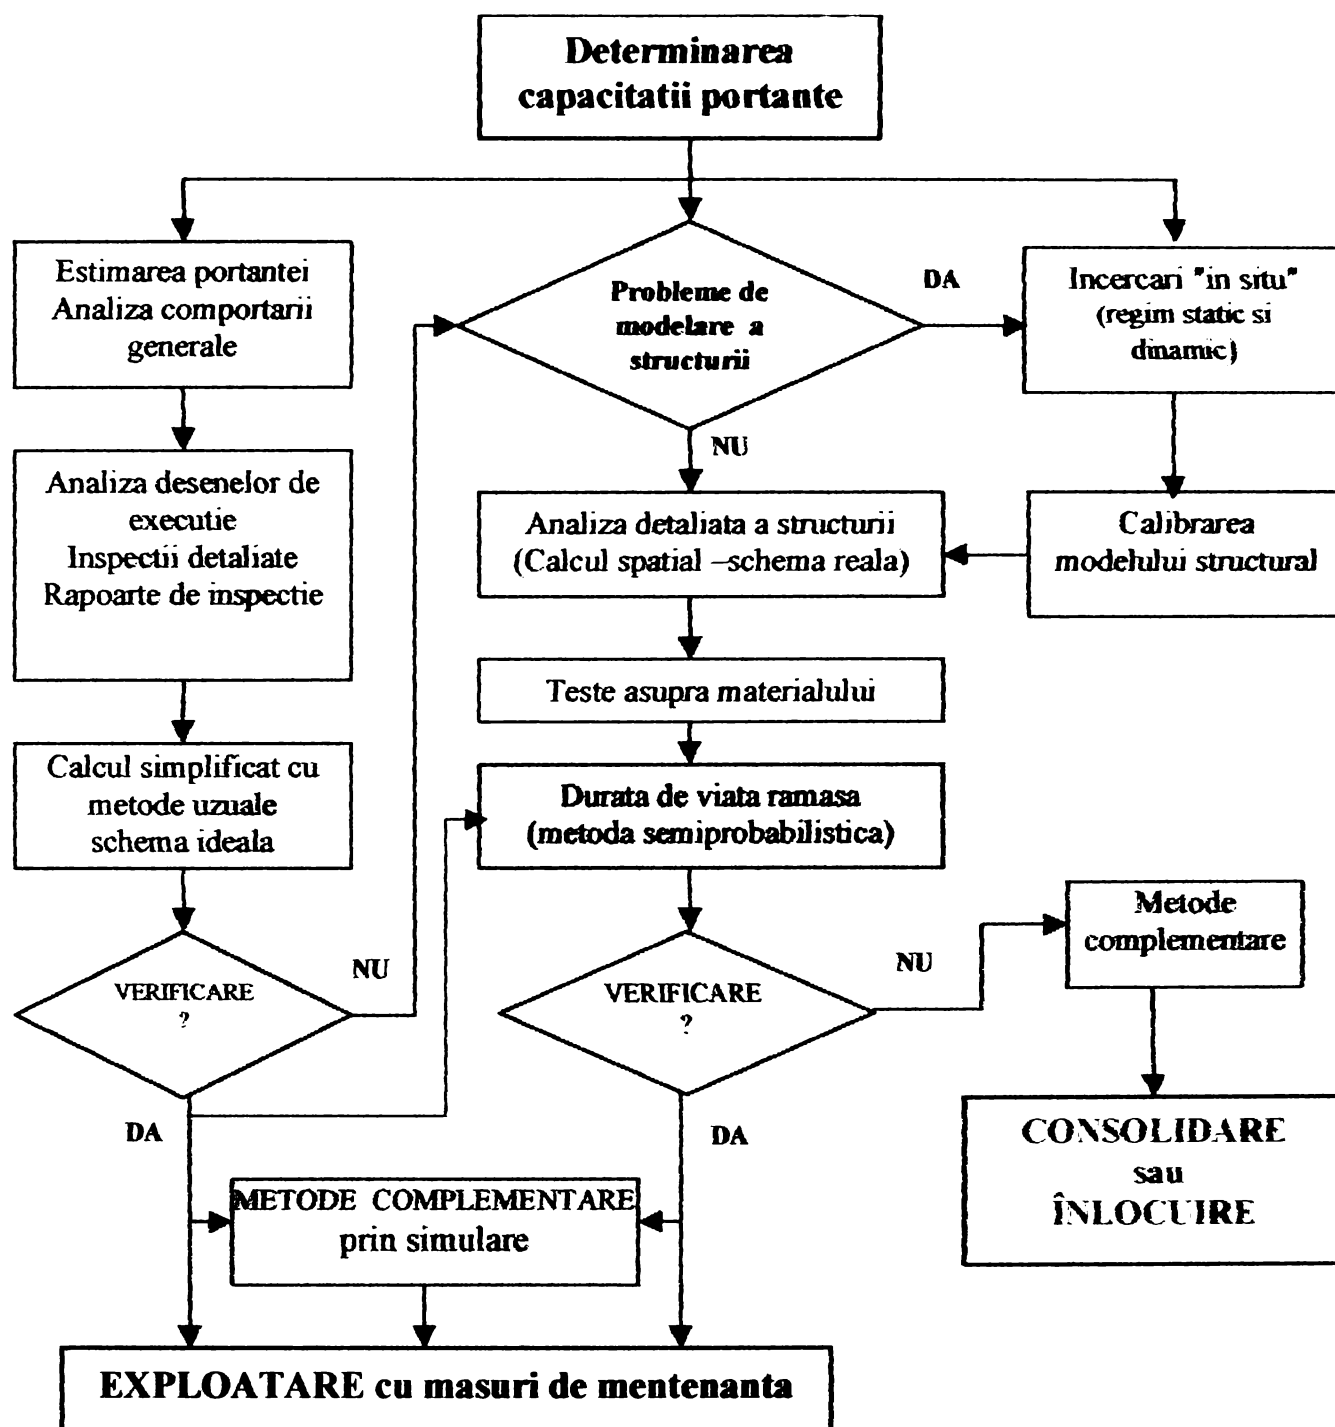 Determinarea
capacitatii portante
Estimarea portantei
Analiza comportarii
generale
Probleme de
modelare a
structurii
DA
Incercari "in situ"
(regim static si
dinamic)
NU
Analiza desenelor de
executie
Inspectii detaliate
Rapoarte de inspectie
Analiza detaliata a structurii
(Calcul spatial –schema reala)
Calibrarea
modelului structural
Teste asupra materialului
Calcul simplificat cu
metode uzuale
schema ideala
Durata de viata ramasa
(metoda semiprobabilistica)
Metode
complementare
VERIFICARE
?
NU
VERIFICARE
?
NU
DA
DA
CONSOLIDARE
sau
ÎNLOCUIRE
METODE COMPLEMENTARE
prin simulare
EXPLOATARE cu masuri de mentenanta